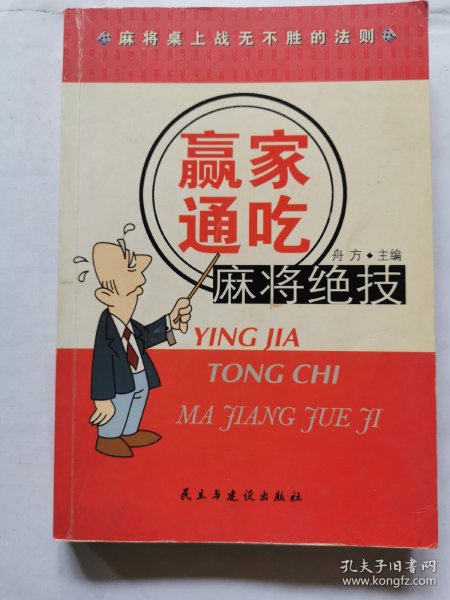 麻将桌上战无不胜的法则
赢家
通吃
舟方◆主编
麻将绝技
YING JIA
TONG CHI
MA JIANG JUE JI
民主与建设出版社
孔夫子旧书网
www.kongfz.com